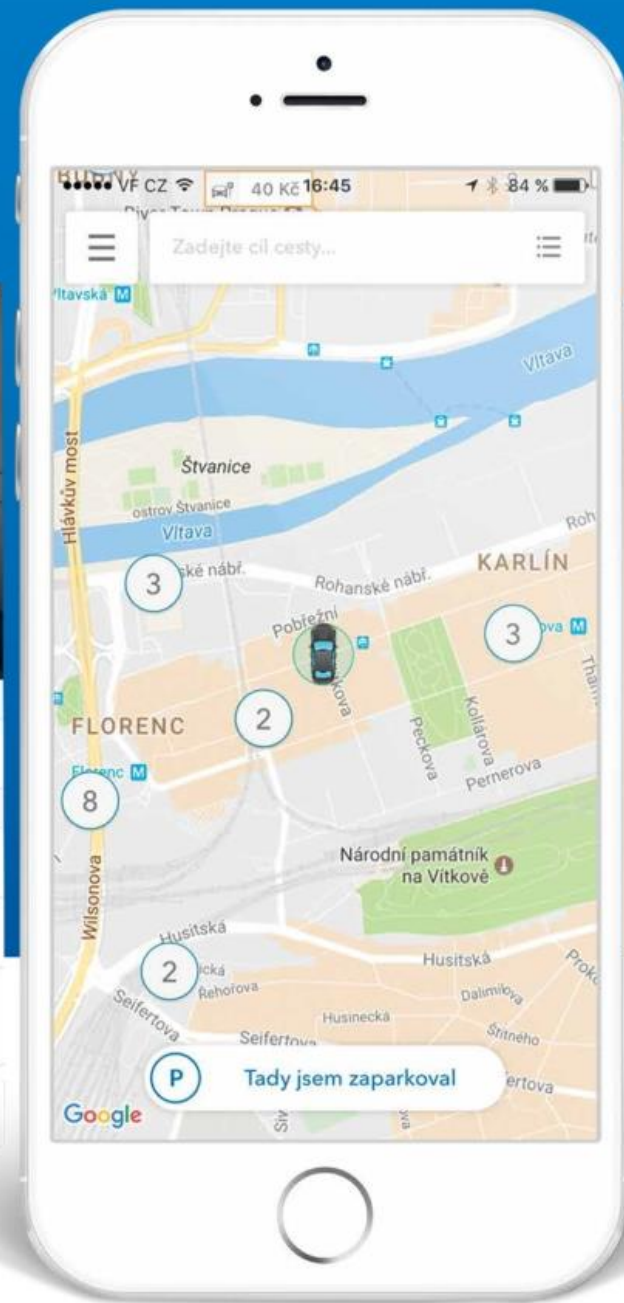 VF CZ
40 Kč
16:45
84 %
Zadejte cíl cesty...
M
Vltava
Hlávkův most
Štvanice
ostrov Štvanice
Vltava
Rohanské nábř.
KARLÍN
3
Pobřežní
3
M
2
FLORENC
Peckova
Kollárova
Florenc M
8
Pernerova
Národní památník
na Vítkově
Wilsonova
Husitská
Husitská
2
Řehořova
Dalimilova
Seifertova
Husinecká
Štítného
Seifertova
P
Tady jsem zaparkoval
Google